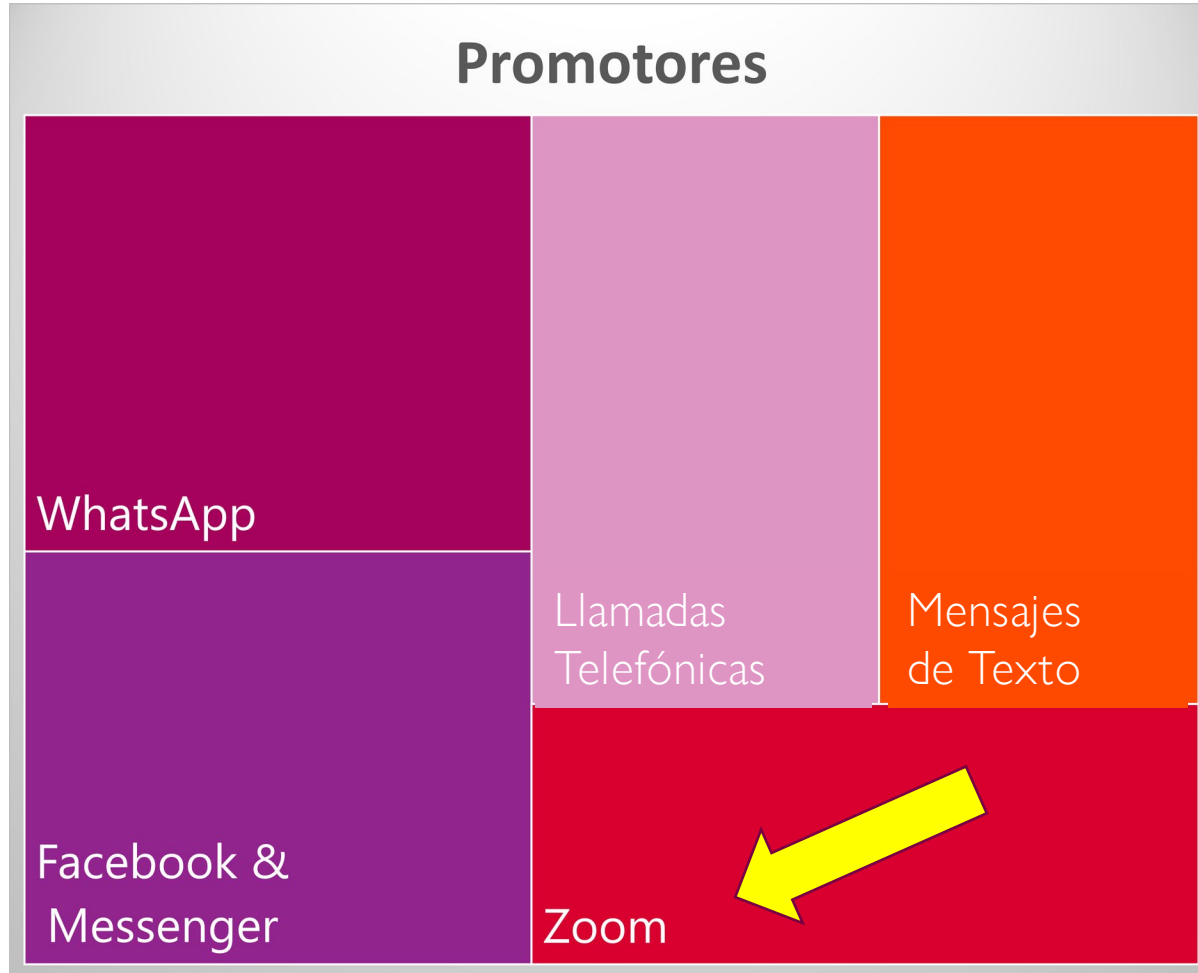 Promotores
WhatsApp
Llamadas
Telefónicas
Mensajes
de Texto
Facebook &
Messenger
Zoom